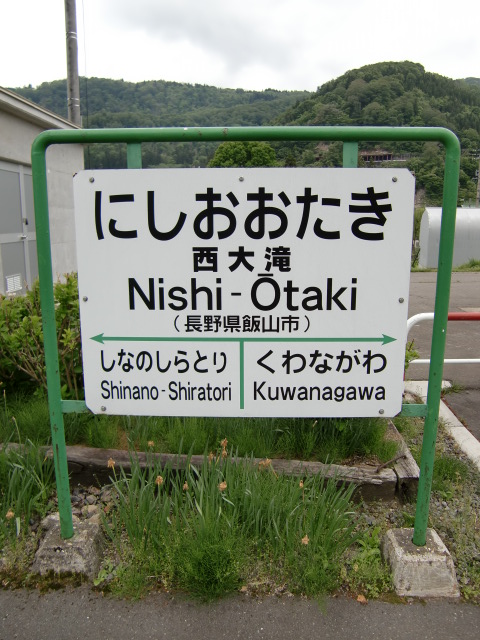 にしおおたき
西大滝
Nishi-Ōtaki
（長野県飯山市）
しなのしらとり くわながわ
Shinano-Shiratori Kuwanagawa